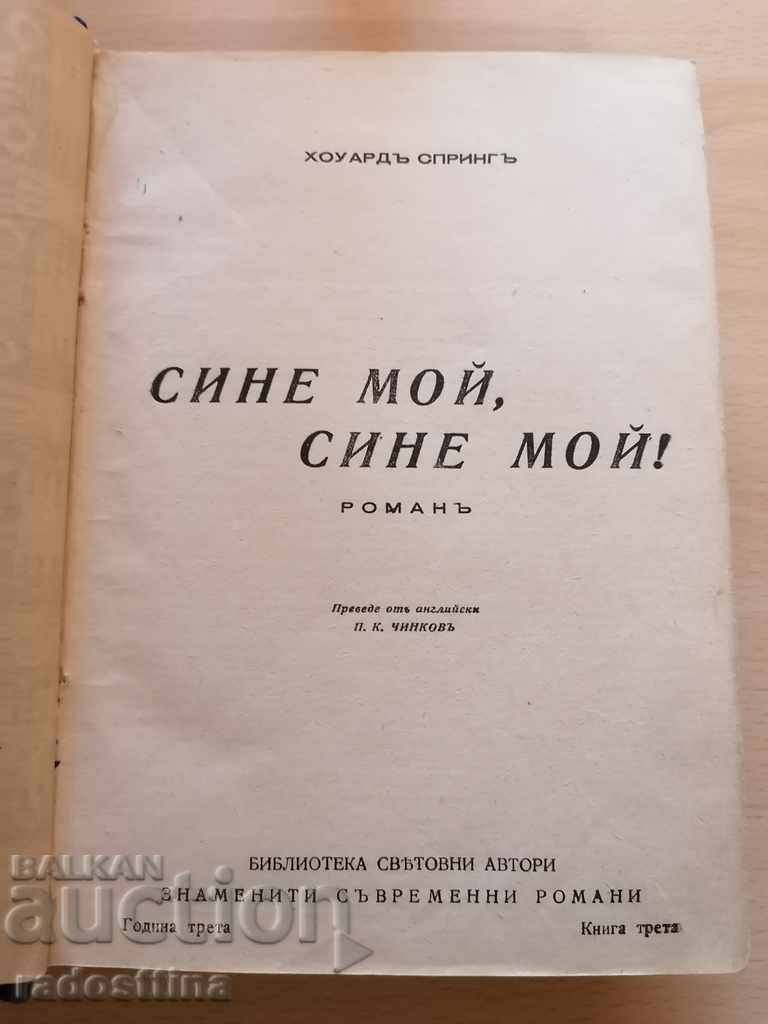 ХОУАРДЪ СПРИНГЪ
СИНЕ МОЙ,
СИНЕ МОЙ!
РОМАНЪ
Преведе отъ английски
П. К. ЧИНКОВЪ
БИБЛИОТЕКА СВѢТОВНИ АВТОРИ
ЗНАМЕНИТИ СЪВРЕМЕННИ РОМАНИ
Година трета Книга трета
BALKAN
auction
radosttina